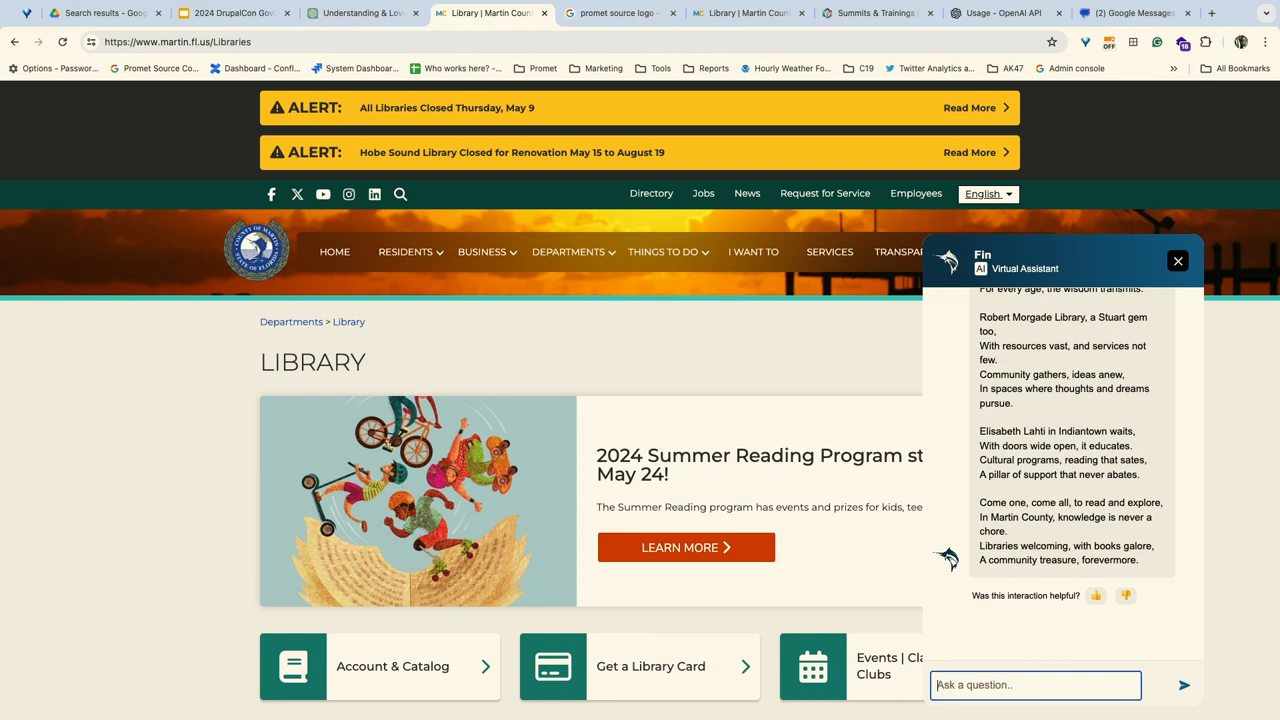 Search results - Goog
2024 DrupalCon Gov
Understanding & Lov
Library | Martin Coun
promet source logo -
Library | Martin Coun
Summits & Trainings |
Usage - OpenAI API
(2) Google Messages
https://www.martin.fl.us/Libraries
OFF
18
Options - Passwor...
Promet Source Co...
Dashboard - Confl...
System Dashboar...
Who works here? -...
Promet
Marketing
Tools
Reports
Hourly Weather Fo...
C19
Twitter Analytics a...
AK47
Admin console
All Bookmarks
ALERT: All Libraries Closed Thursday, May 9 Read More
ALERT: Hobe Sound Library Closed for Renovation May 15 to August 19 Read More
Directory Jobs News Request for Service Employees English
COUNTY OF MARTIN STATE OF FLORIDA
HOME RESIDENTS BUSINESS DEPARTMENTS THINGS TO DO I WANT TO SERVICES TRANSPAR
Departments > Library
LIBRARY
2024 Summer Reading Program st
May 24!
The Summer Reading program has events and prizes for kids, tee
LEARN MORE
Account & Catalog
Get a Library Card
Events | Cla
Clubs
Fin
AI Virtual Assistant
For every age, the wisdom transmits.
Robert Morgade Library, a Stuart gem
too,
With resources vast, and services not
few.
Community gathers, ideas anew,
In spaces where thoughts and dreams
pursue.
Elisabeth Lahti in Indiantown waits,
With doors wide open, it educates.
Cultural programs, reading that sates,
A pillar of support that never abates.
Come one, come all, to read and explore,
In Martin County, knowledge is never a
chore.
Libraries welcoming, with books galore,
A community treasure, forevermore.
Was this interaction helpful?
Ask a question..